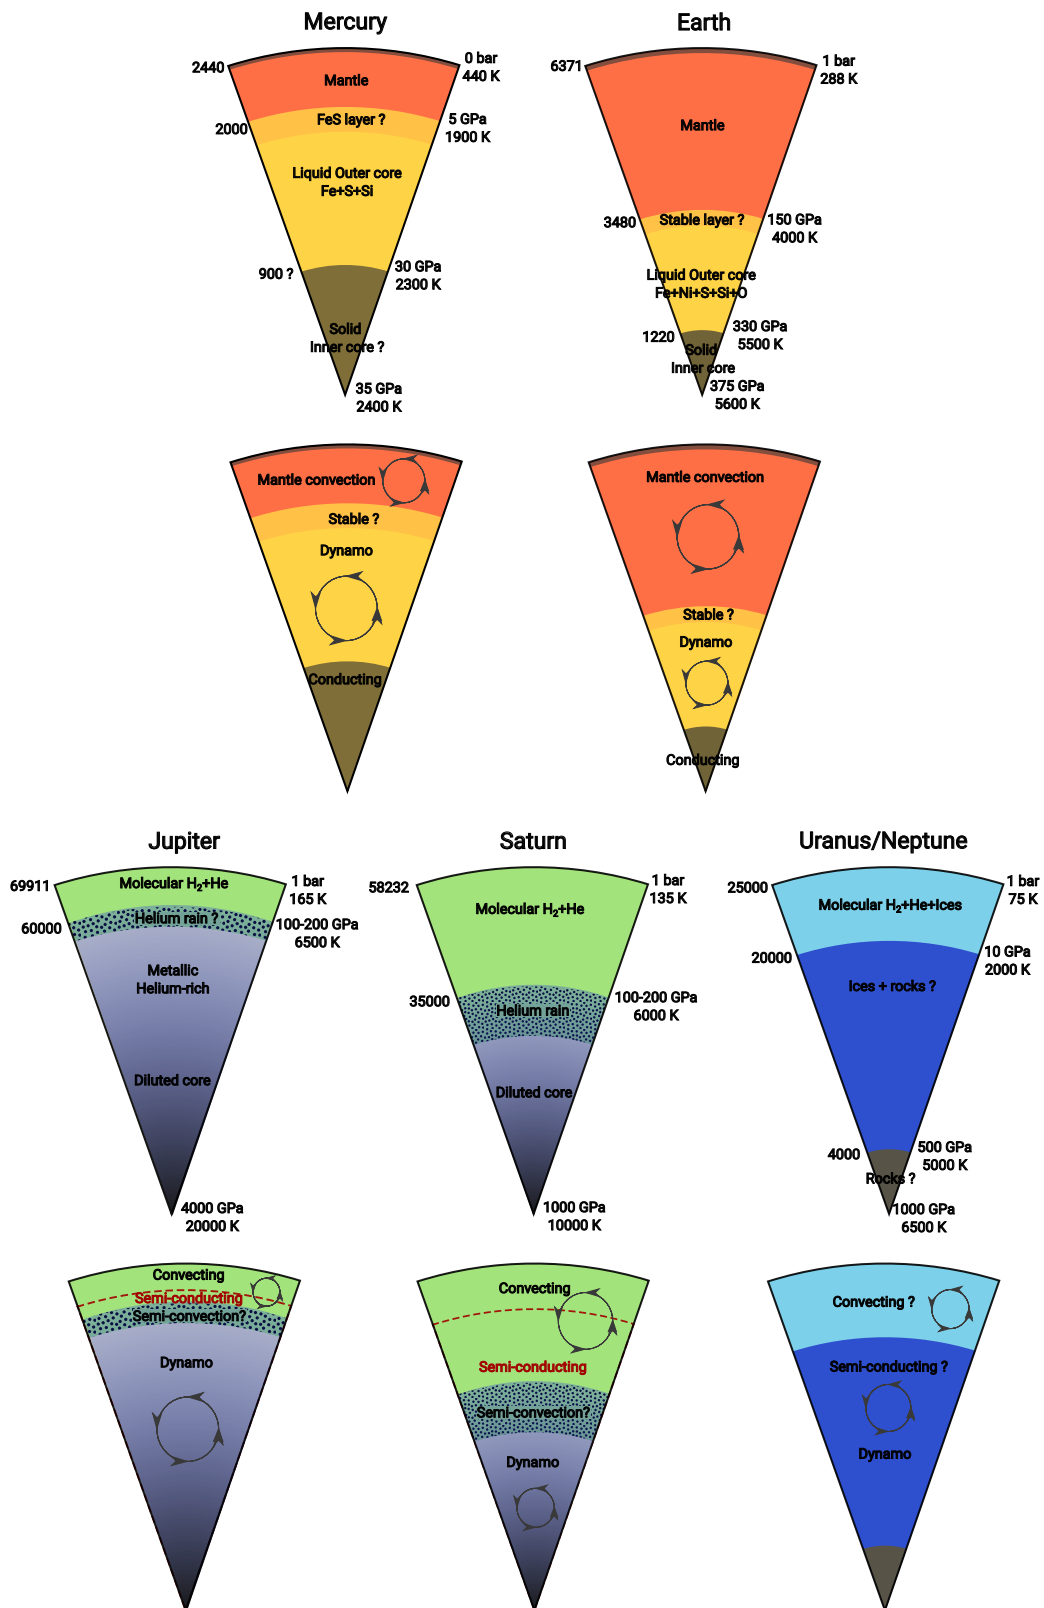 Mercury
Earth
2440
0 bar
440 K
Mantle
FeS layer ?
2000
5 GPa
1900 K
Liquid Outer core
Fe+S+Si
900 ?
30 GPa
2300 K
Solid
Inner core ?
35 GPa
2400 K
6371
1 bar
288 K
Mantle
3480
Stable layer ?
150 GPa
4000 K
Liquid Outer core
Fe+Ni+S+Si+O
1220
330 GPa
5500 K
Solid
Inner core
375 GPa
5600 K
Mantle convection
Stable ?
Dynamo
Conducting
Mantle convection
Stable ?
Dynamo
Conducting
Jupiter
Saturn
Uranus/Neptune
69911
1 bar
165 K
Molecular H₂+He
60000
Helium rain ?
100-200 GPa
6500 K
Metallic
Helium-rich
Diluted core
4000 GPa
20000 K
58232
1 bar
135 K
Molecular H₂+He
35000
Helium rain
100-200 GPa
6000 K
Diluted core
1000 GPa
10000 K
25000
1 bar
75 K
Molecular H₂+He+Ices
20000
10 GPa
2000 K
Ices + rocks ?
4000
500 GPa
5000 K
Rocks ?
1000 GPa
6500 K
Convecting
Semi-conducting
Semi-convection?
Dynamo
Convecting
Semi-conducting
Semi-convection?
Dynamo
Convecting ?
Semi-conducting ?
Dynamo